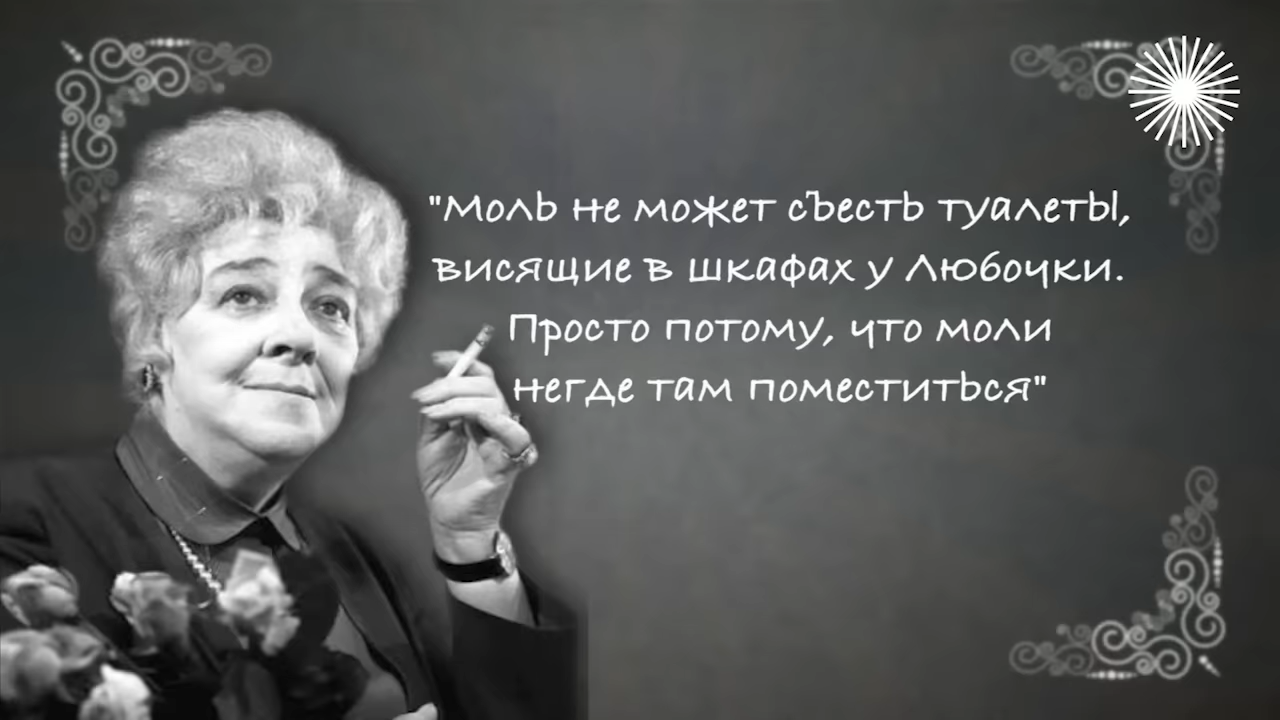 "Моль не может съесть туалеты,
висящие в шкафах у Любочки.
Просто потому, что моли
негде там поместиться"